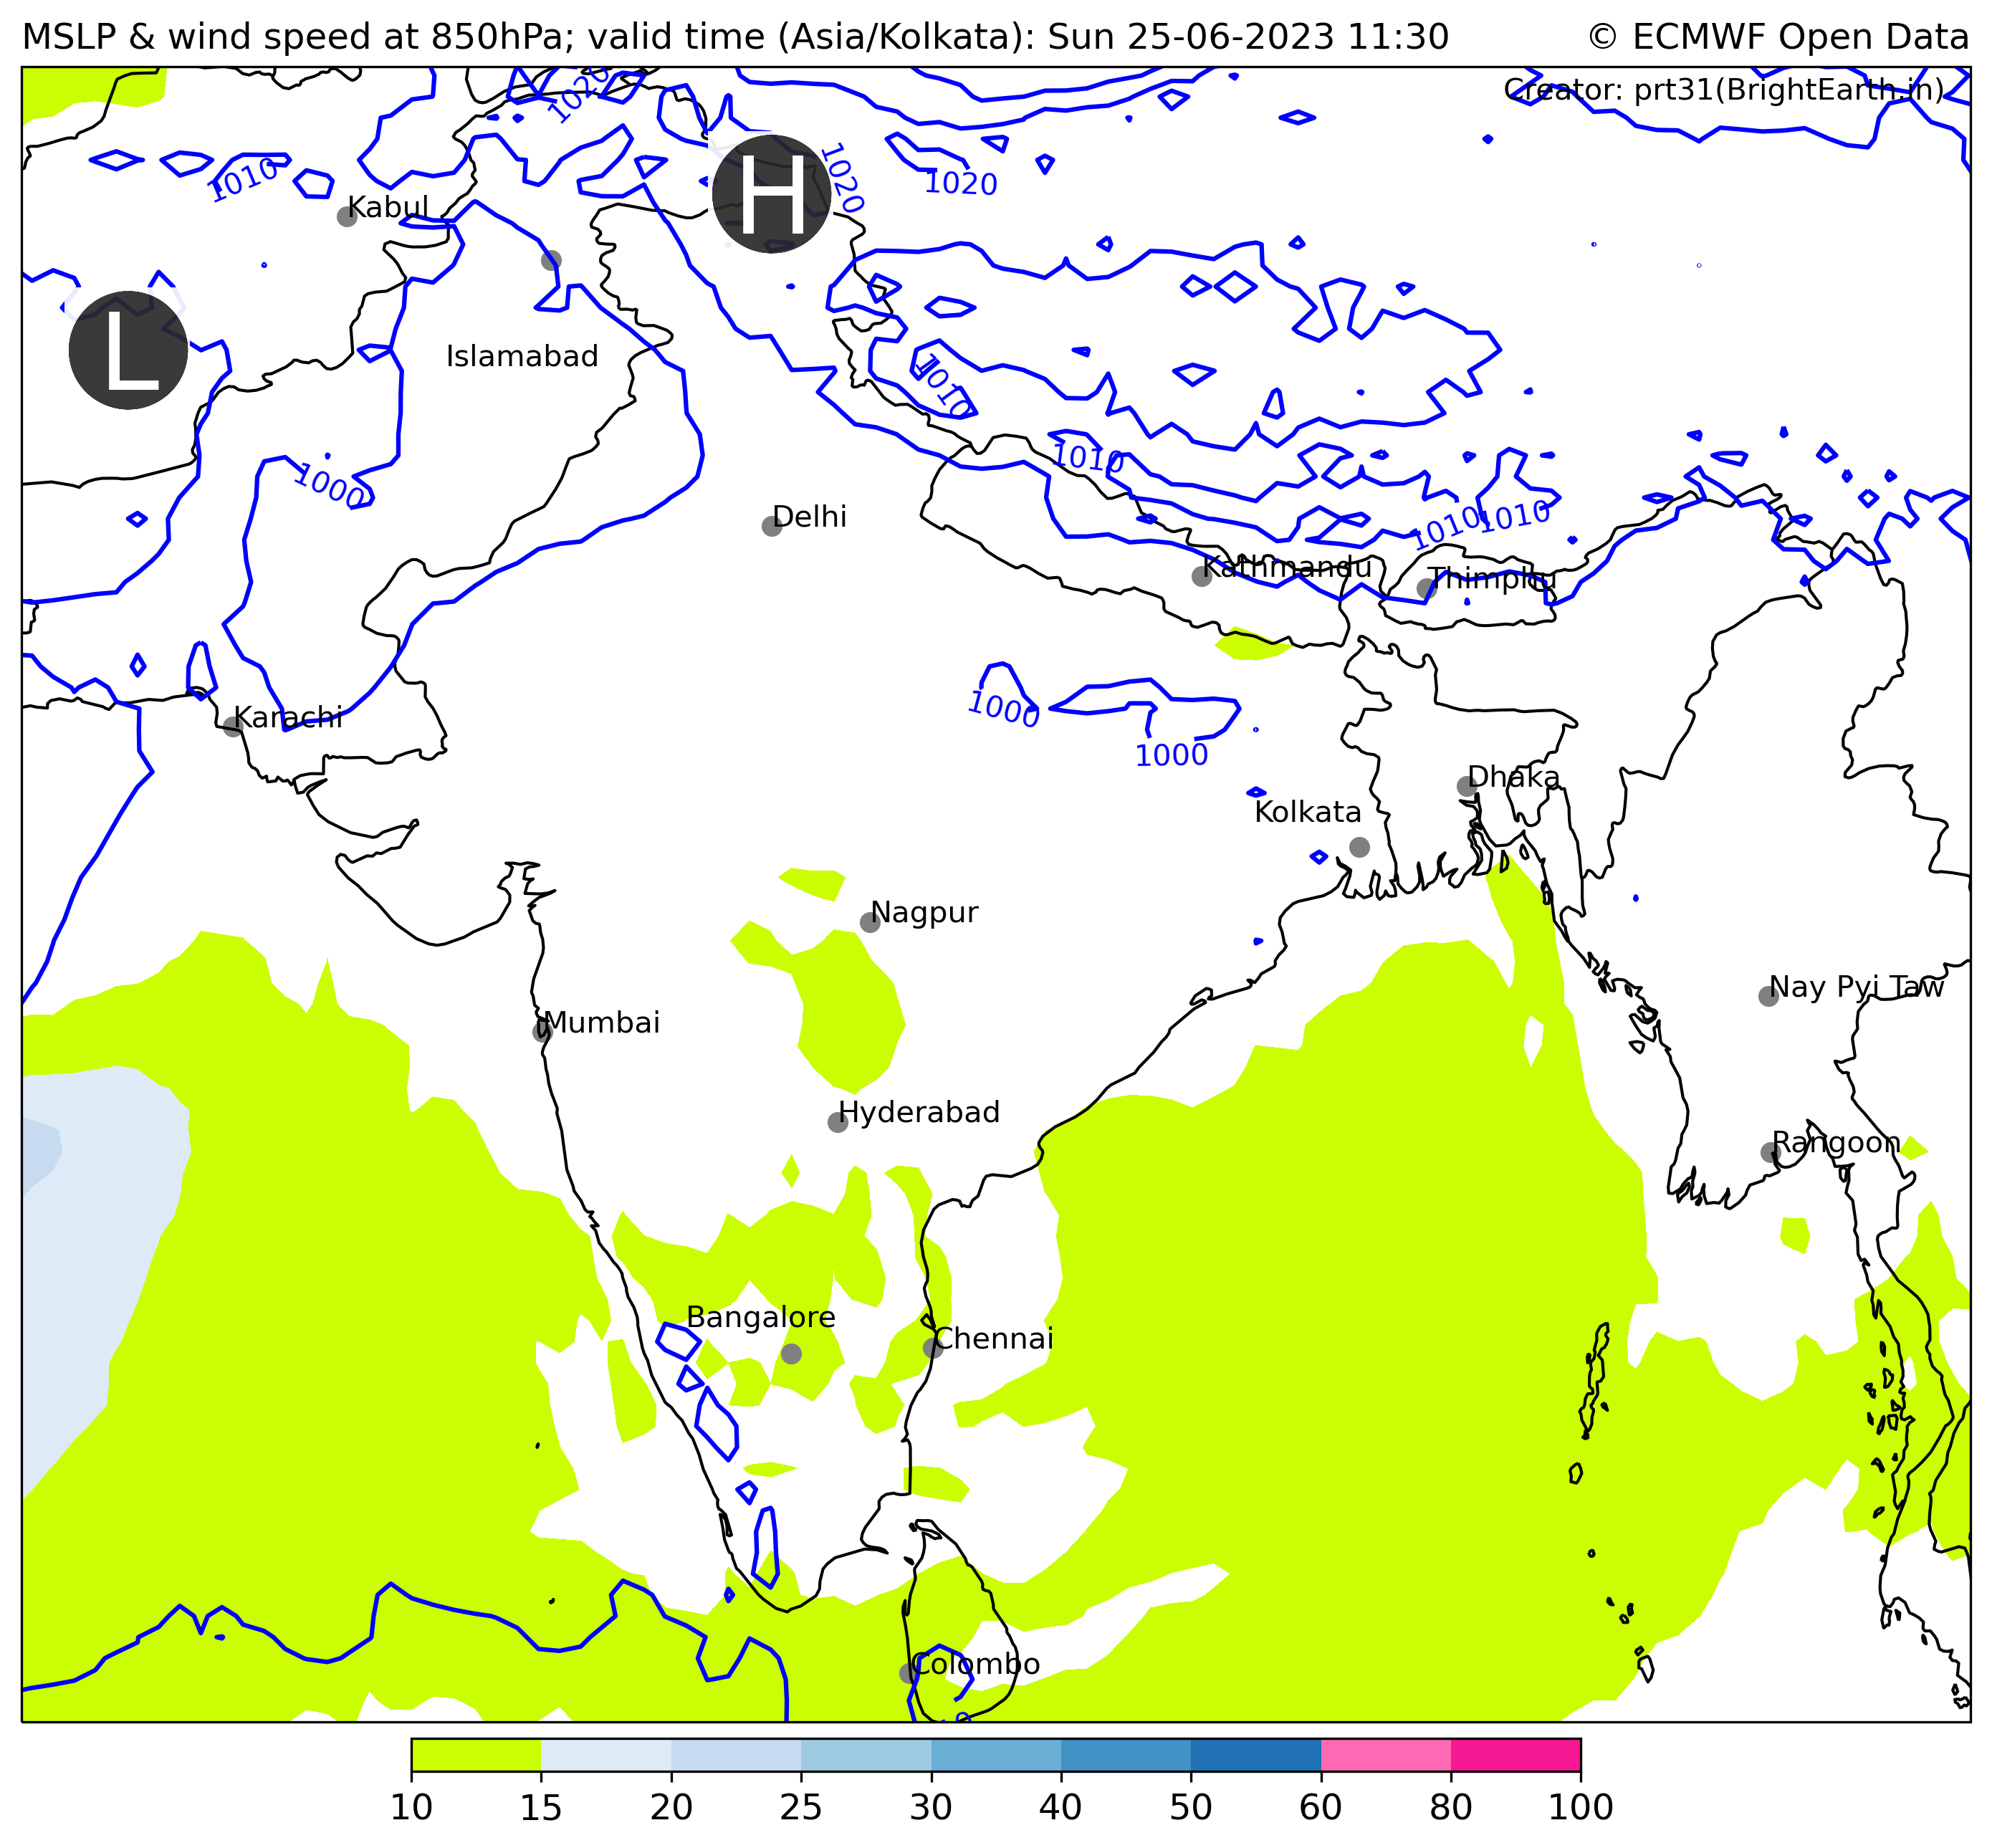 MSLP & wind speed at 850hPa; valid time (Asia/Kolkata): Sun 25-06-2023 11:30
© ECMWF Open Data
Creator: prt31(BrightEarth.in)
1020
1010
H
1020
1020
Kabul
L
Islamabad
1010
1010
1000
Delhi
1010
1010
Kathmandu
Thimphu
1000
Karachi
1000
Dhaka
Kolkata
Nagpur
Nay Pyi Taw
Mumbai
Hyderabad
Rangoon
Bangalore
Chennai
Colombo
10 15 20 25 30 40 50 60 80 100